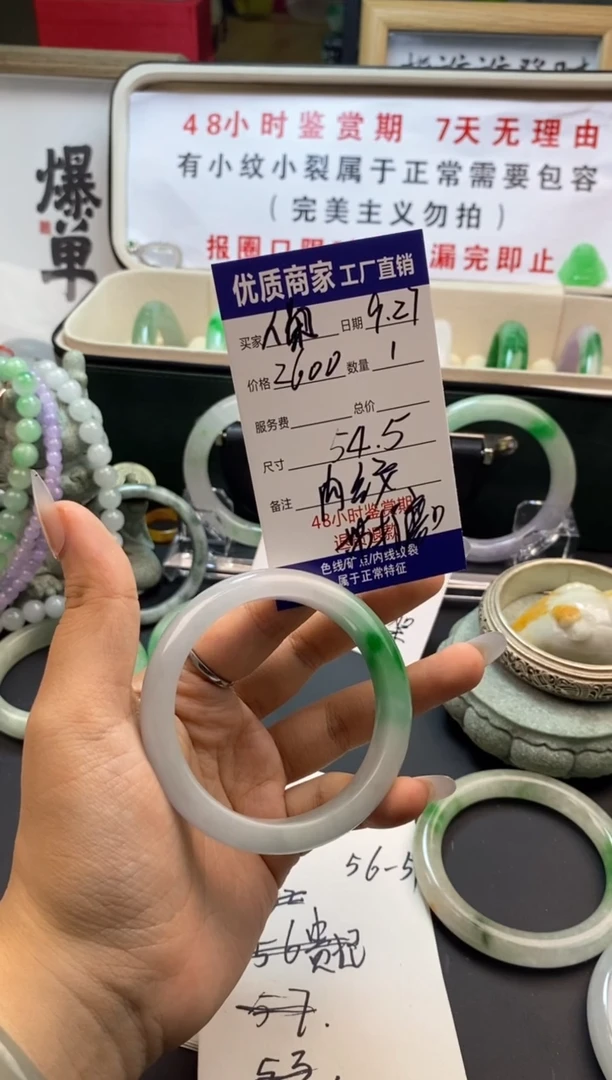 48小时鉴赏期 7天无理由
有小纹小裂属于正常需要包容
（完美主义勿拍）
报圈口
漏完即止
爆单
优质商家 工厂直销
买家 日期 9.27
价格 2600 数量 1
服务费 总价
尺寸 54.5
备注 内纹
48小时鉴赏期
色线/矿点/内线纹裂
属于正常特征
56-5
56贵妃
57.
53